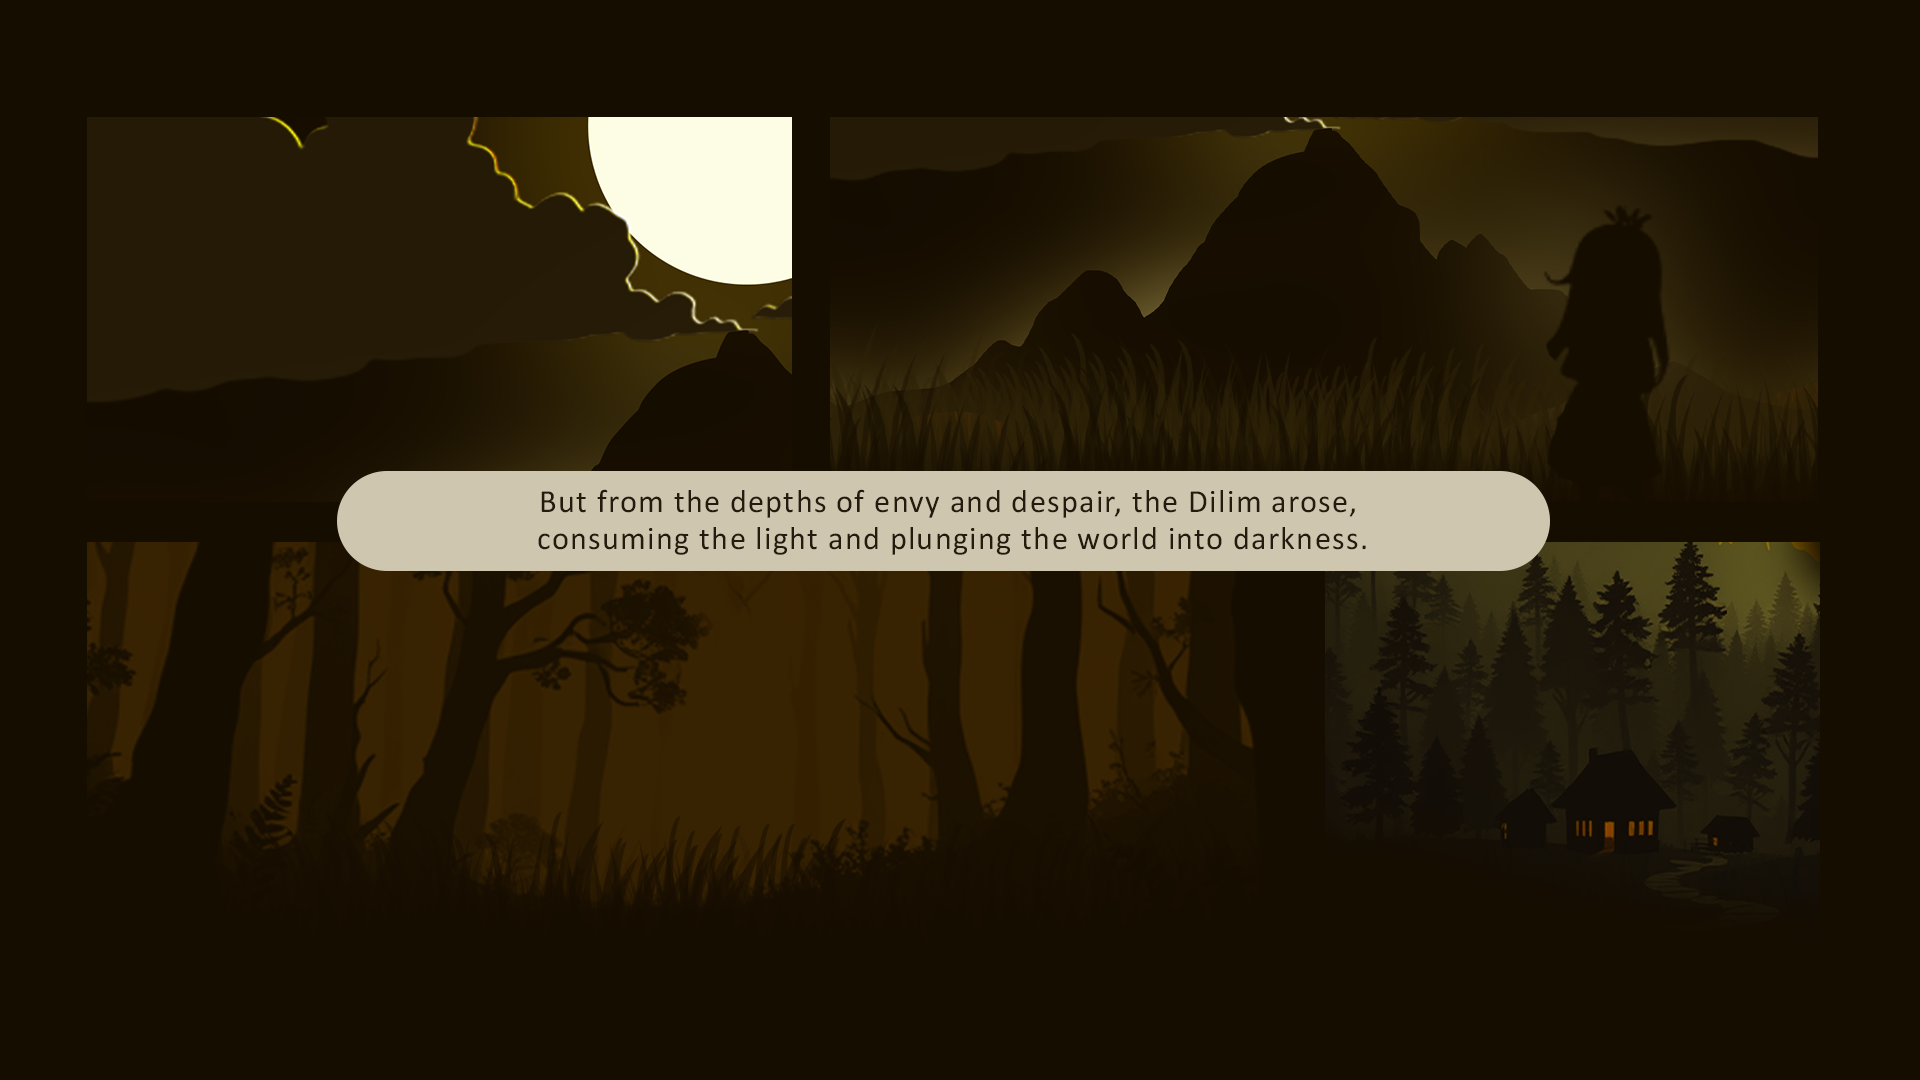 But from the depths of envy and despair, the Dilim arose,
consuming the light and plunging the world into darkness.